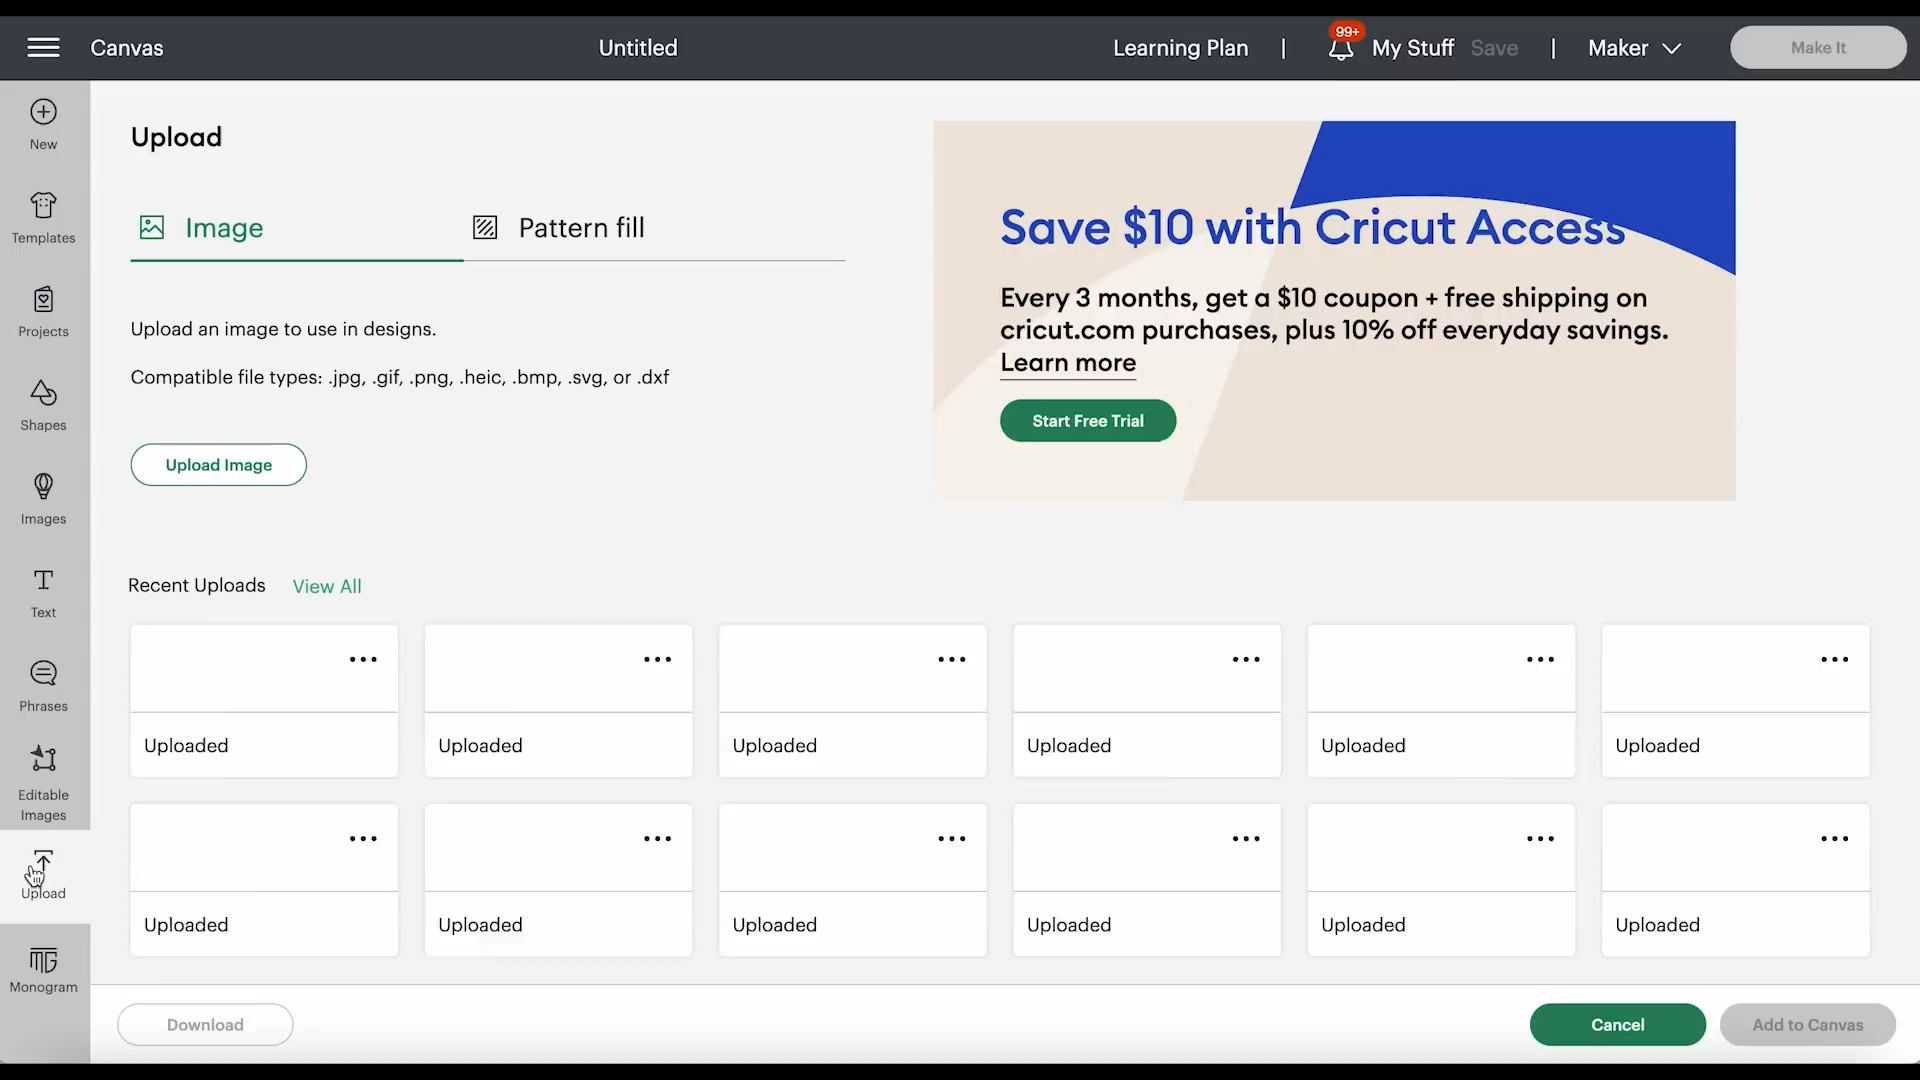 Canvas
Untitled
Learning Plan
|
99+
My Stuff
Save
|
Maker
Make It
New
Templates
Projects
Shapes
Images
Text
Phrases
Editable
Images
Upload
Monogram
Upload
Image
Pattern fill
Upload an image to use in designs.
Compatible file types: .jpg, .gif, .png, .heic, .bmp, .svg, or .dxf
Upload Image
Save $10 with Cricut Access
Every 3 months, get a $10 coupon + free shipping on
cricut.com purchases, plus 10% off everyday savings.
Learn more
Start Free Trial
Recent Uploads
View All
Uploaded
Uploaded
Uploaded
Uploaded
Uploaded
Uploaded
Uploaded
Uploaded
Uploaded
Uploaded
Uploaded
Uploaded
Download
Cancel
Add to Canvas